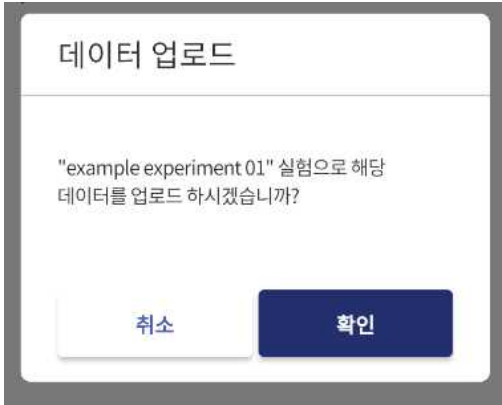 데이터 업로드
"example experiment 01" 실험으로 해당
데이터를 업로드 하시겠습니까?
취소
확인